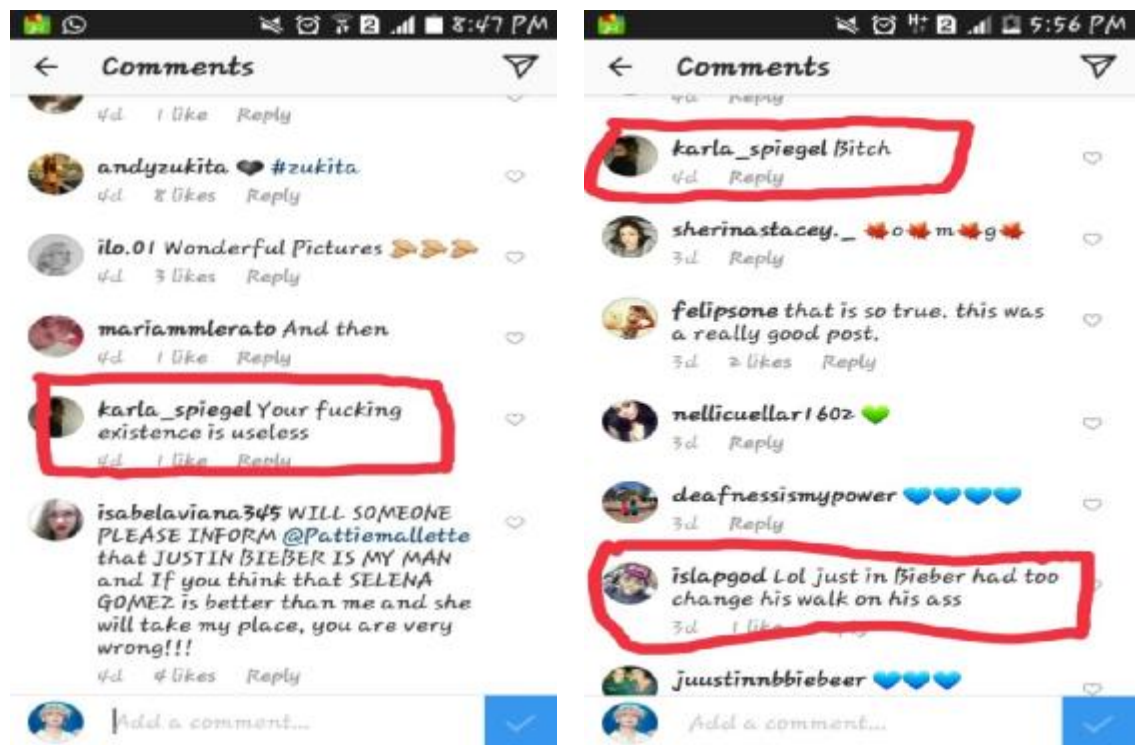 8:47 PM
Comments
4d 1 like Reply
andyzukita 🖤 #zukita
4d 8 likes Reply
ilo.01 Wonderful Pictures
4d 3 likes Reply
mariammlerato And then
4d 1 like Reply
karla_spiegel Your fucking
existence is useless
4d 1 like Reply
isabelaviana345 WILL SOMEONE
PLEASE INFORM @Pattiemallette
that JUSTIN BIEBER IS MY MAN
and If you think that SELENA
GOMEZ is better than me and she
will take my place, you are very
wrong!!!
4d 4 likes Reply
Add a comment...
5:56 PM
Comments
4d Reply
karla_spiegel Bitch
4d Reply
sherinastacey._ 🍁o🍁m🍁g🍁
3d Reply
felipsone that is so true. this was
a really good post.
3d 2 likes Reply
nellicuellar1602 💚
3d Reply
deafnessismypower 💙💙💙💙
3d Reply
islapgod Lol just in Bieber had too
change his walk on his ass
3d 1 like
juustinnbbiebeer 💙💙💙
Add a comment...